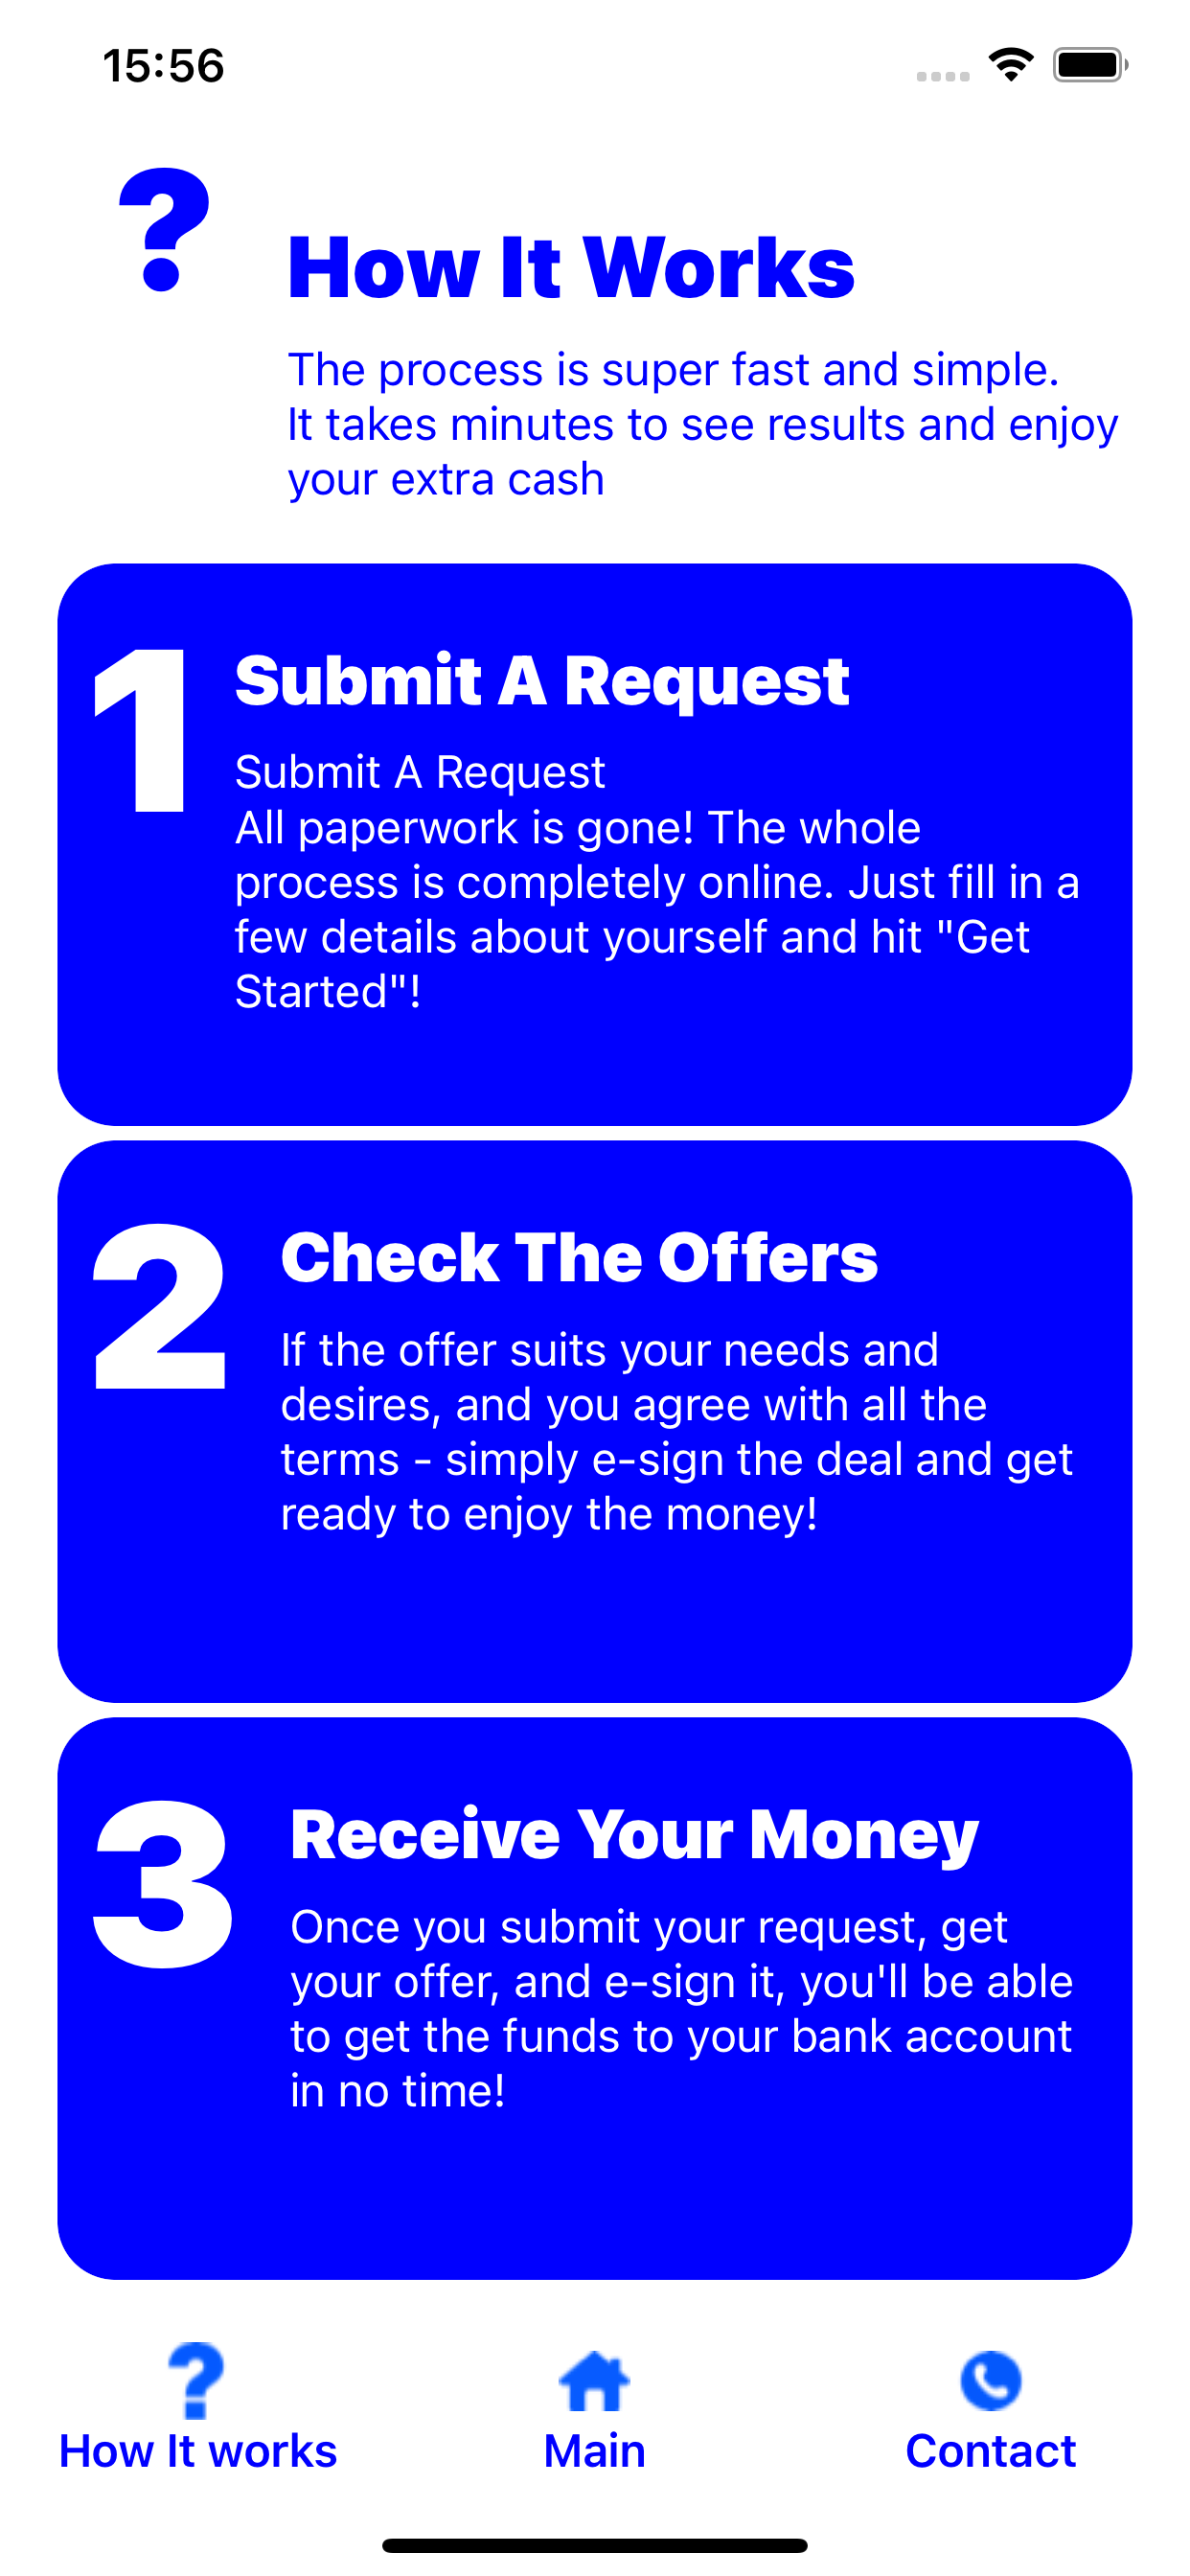 15:56
?
How It Works
The process is super fast and simple.
It takes minutes to see results and enjoy
your extra cash
1
Submit A Request
Submit A Request
All paperwork is gone! The whole
process is completely online. Just fill in a
few details about yourself and hit "Get
Started"!
2
Check The Offers
If the offer suits your needs and
desires, and you agree with all the
terms - simply e-sign the deal and get
ready to enjoy the money!
3
Receive Your Money
Once you submit your request, get
your offer, and e-sign it, you'll be able
to get the funds to your bank account
in no time!
?
How It works
Main
Contact